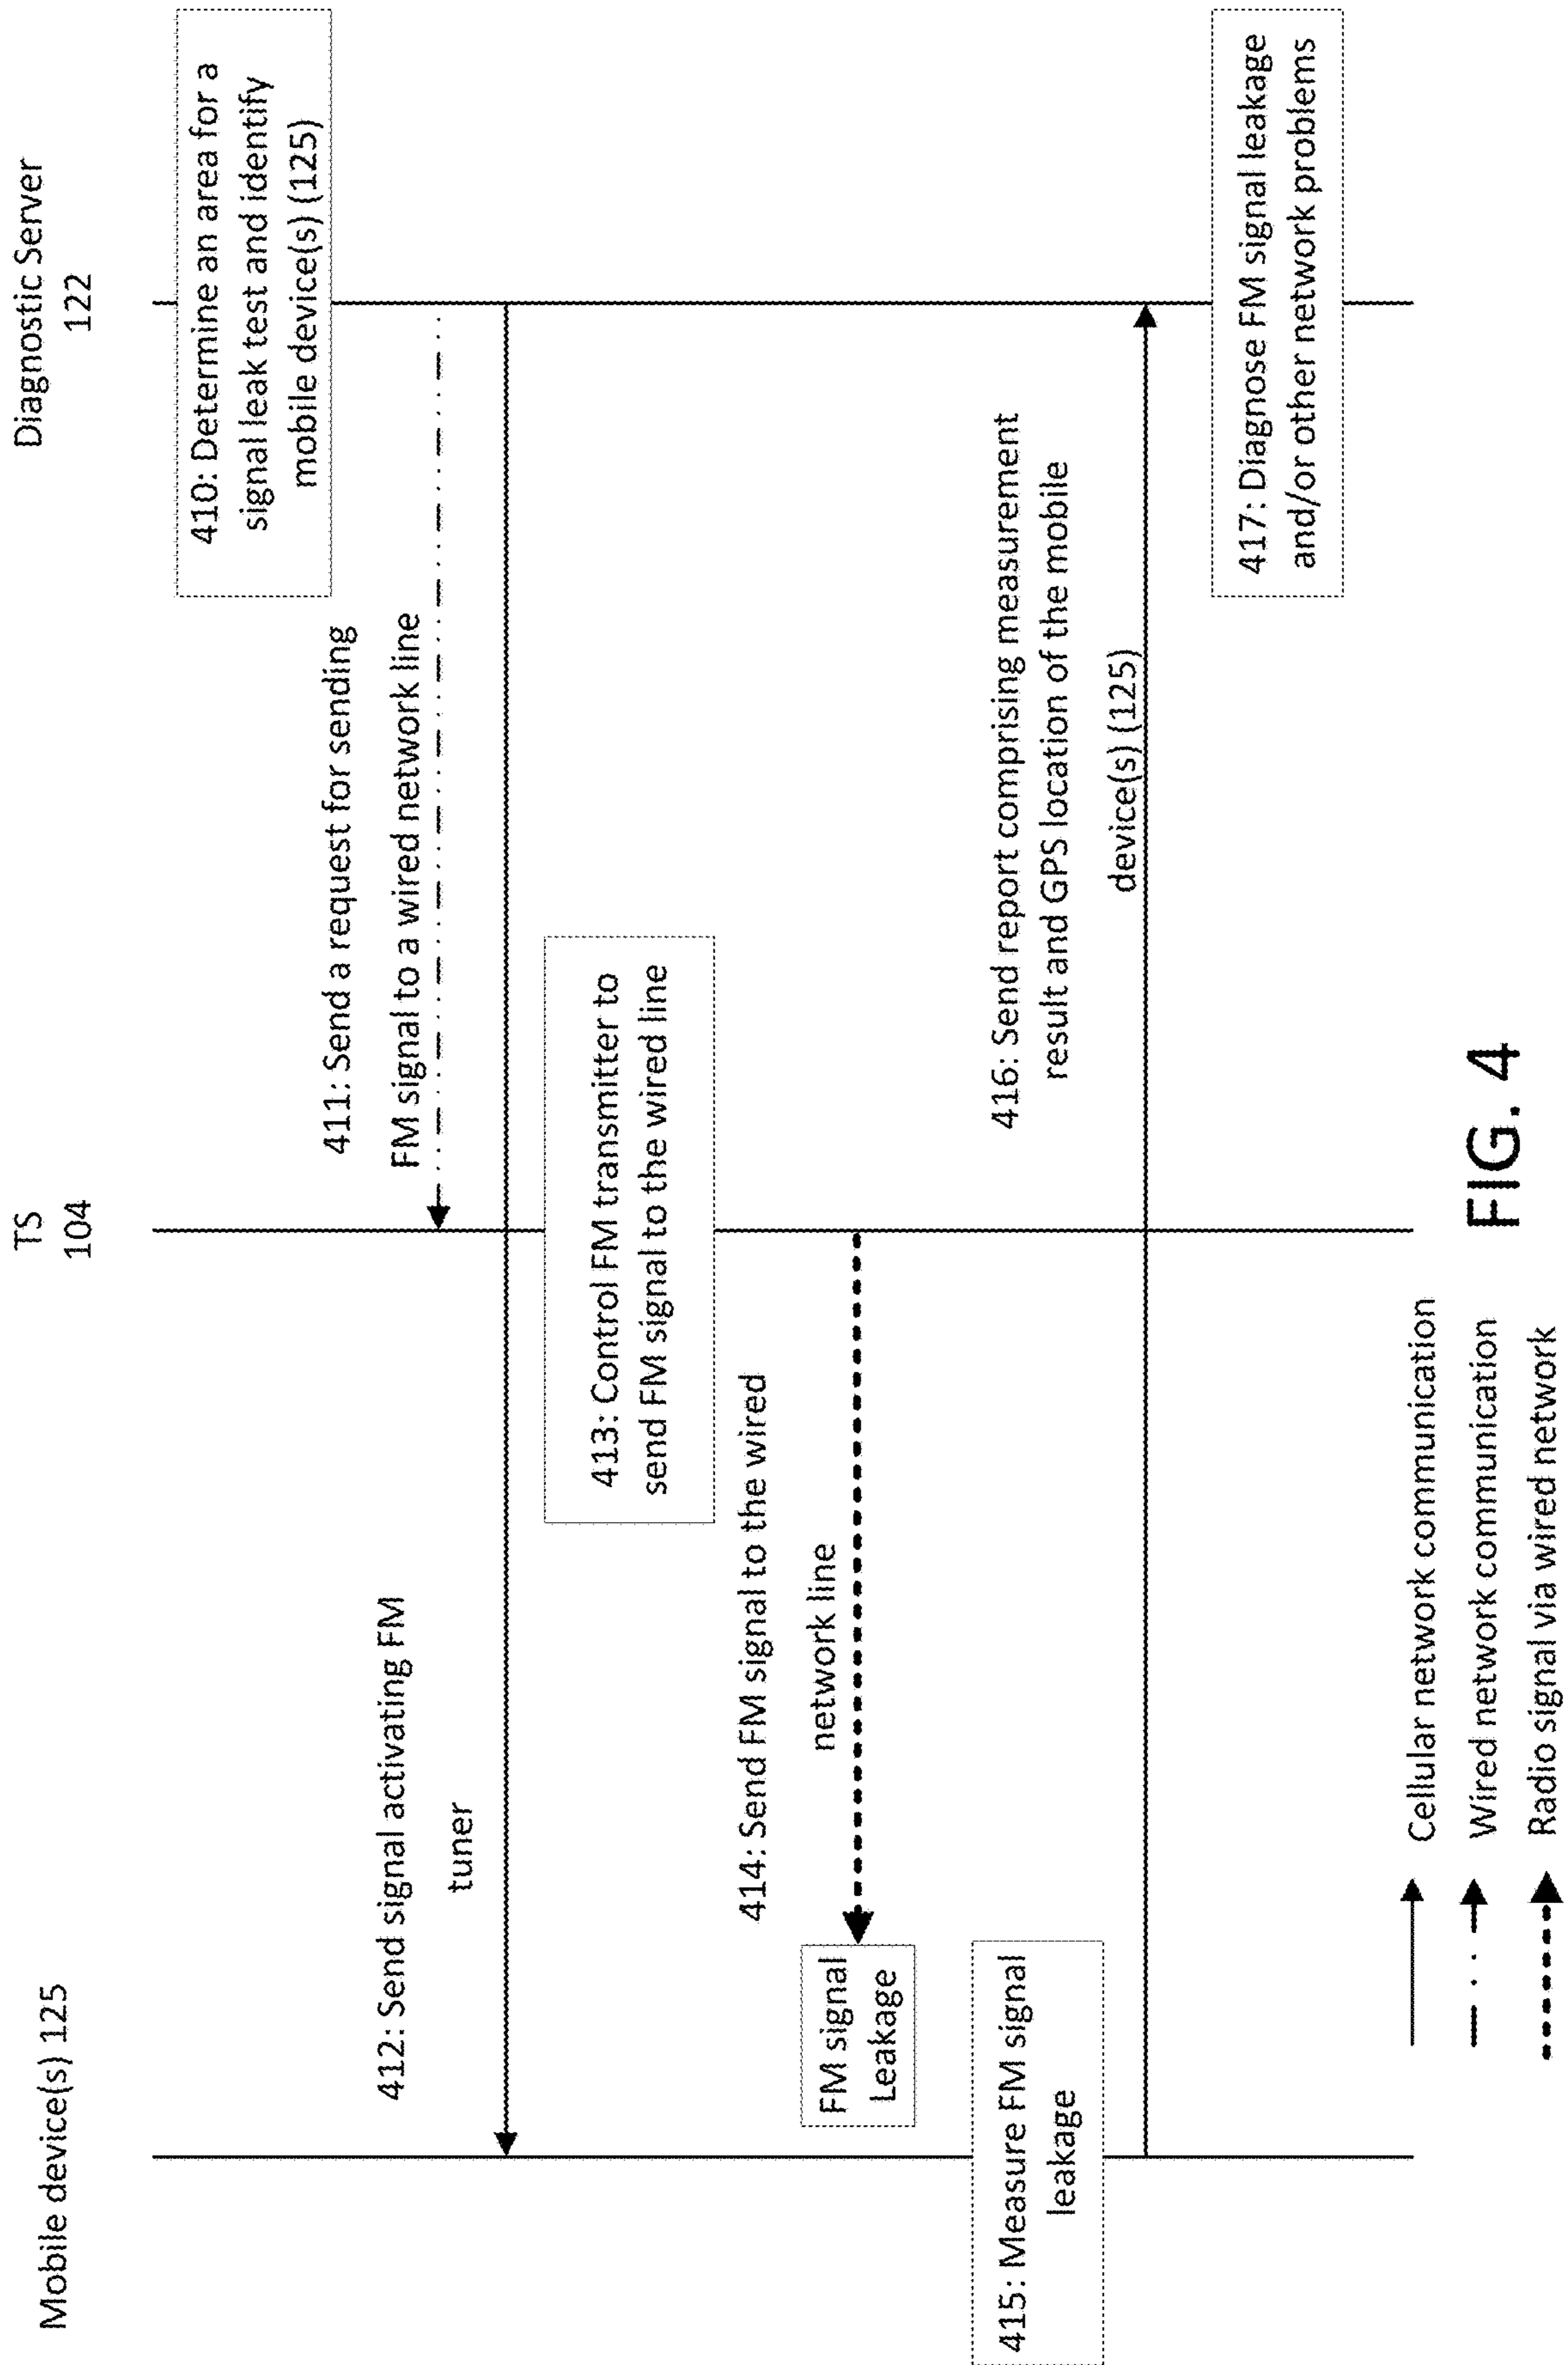 Mobile device(s) 125
TS
104
Diagnostic Server
122
410: Determine an area for a
signal leak test and identify
mobile device(s) (125)
411: Send a request for sending
FM signal to a wired network line
412: Send signal activating FM
tuner
413: Control FM transmitter to
send FM signal to the wired line
414: Send FM signal to the wired
network line
FM signal
Leakage
415: Measure FM signal
leakage
416: Send report comprising measurement
result and GPS location of the mobile
device(s) (125)
417: Diagnose FM signal leakage
and/or other network problems
Cellular network communication
Wired network communication
Radio signal via wired network
FIG. 4